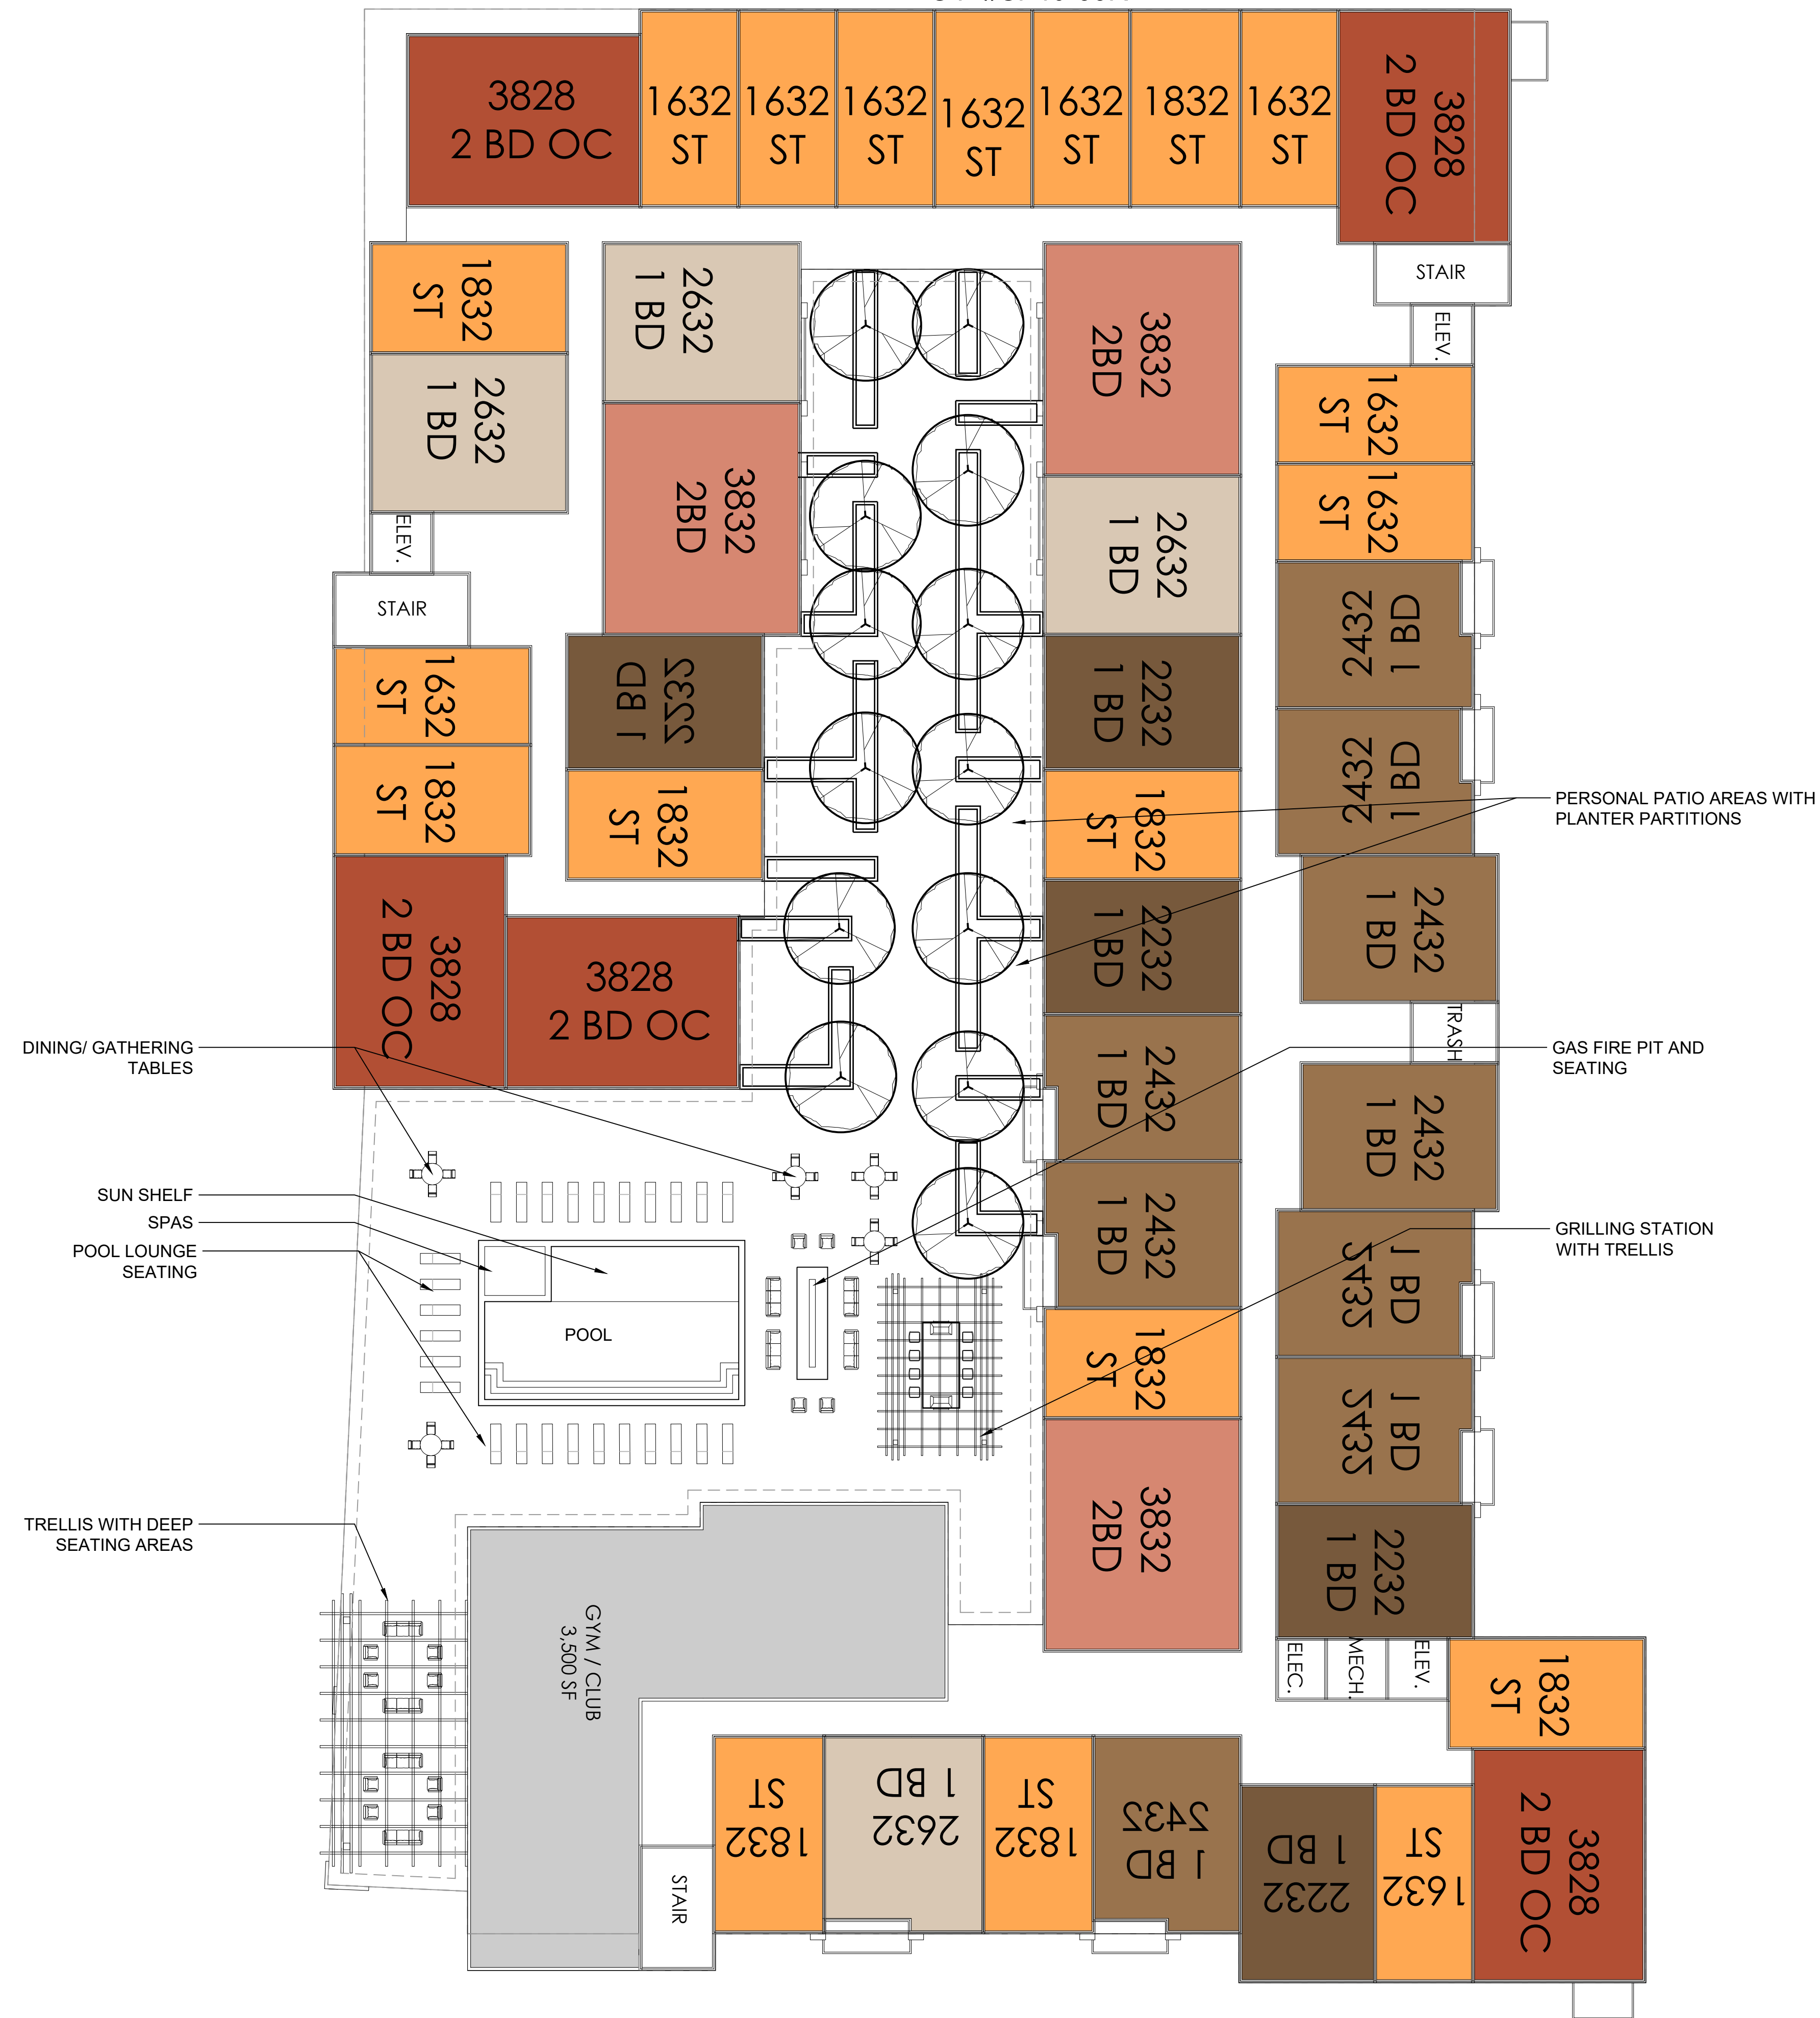 3828
2 BD OC
1632
ST
1632
ST
1632
ST
1632
ST
1632
ST
1832
ST
1632
ST
3828
2 BD OC
STAIR
ELEV.
1832
ST
2632
1 BD
ELEV.
STAIR
1632
ST
1832
ST
3828
2 BD OC
3828
2 BD OC
2632
1 BD
3832
2BD
2232
1 BD
1832
ST
3832
2BD
2632
1 BD
2232
1 BD
1832
ST
2232
1 BD
2432
1 BD
2432
1 BD
1832
ST
3832
2BD
1632
ST
1632
ST
1 BD
2432
1 BD
2432
2432
1 BD
TRASH
2432
1 BD
1 BD
2432
1 BD
2432
2232
1 BD
ELEC.
MECH.
ELEV.
1832
ST
3828
2 BD OC
1632
ST
2232
1 BD
2432
1 BD
1832
ST
2632
1 BD
1832
ST
STAIR
GYM / CLUB
3,500 SF
POOL
PERSONAL PATIO AREAS WITH
PLANTER PARTITIONS
GAS FIRE PIT AND
SEATING
GRILLING STATION
WITH TRELLIS
DINING/ GATHERING
TABLES
SUN SHELF
SPAS
POOL LOUNGE
SEATING
TRELLIS WITH DEEP
SEATING AREAS